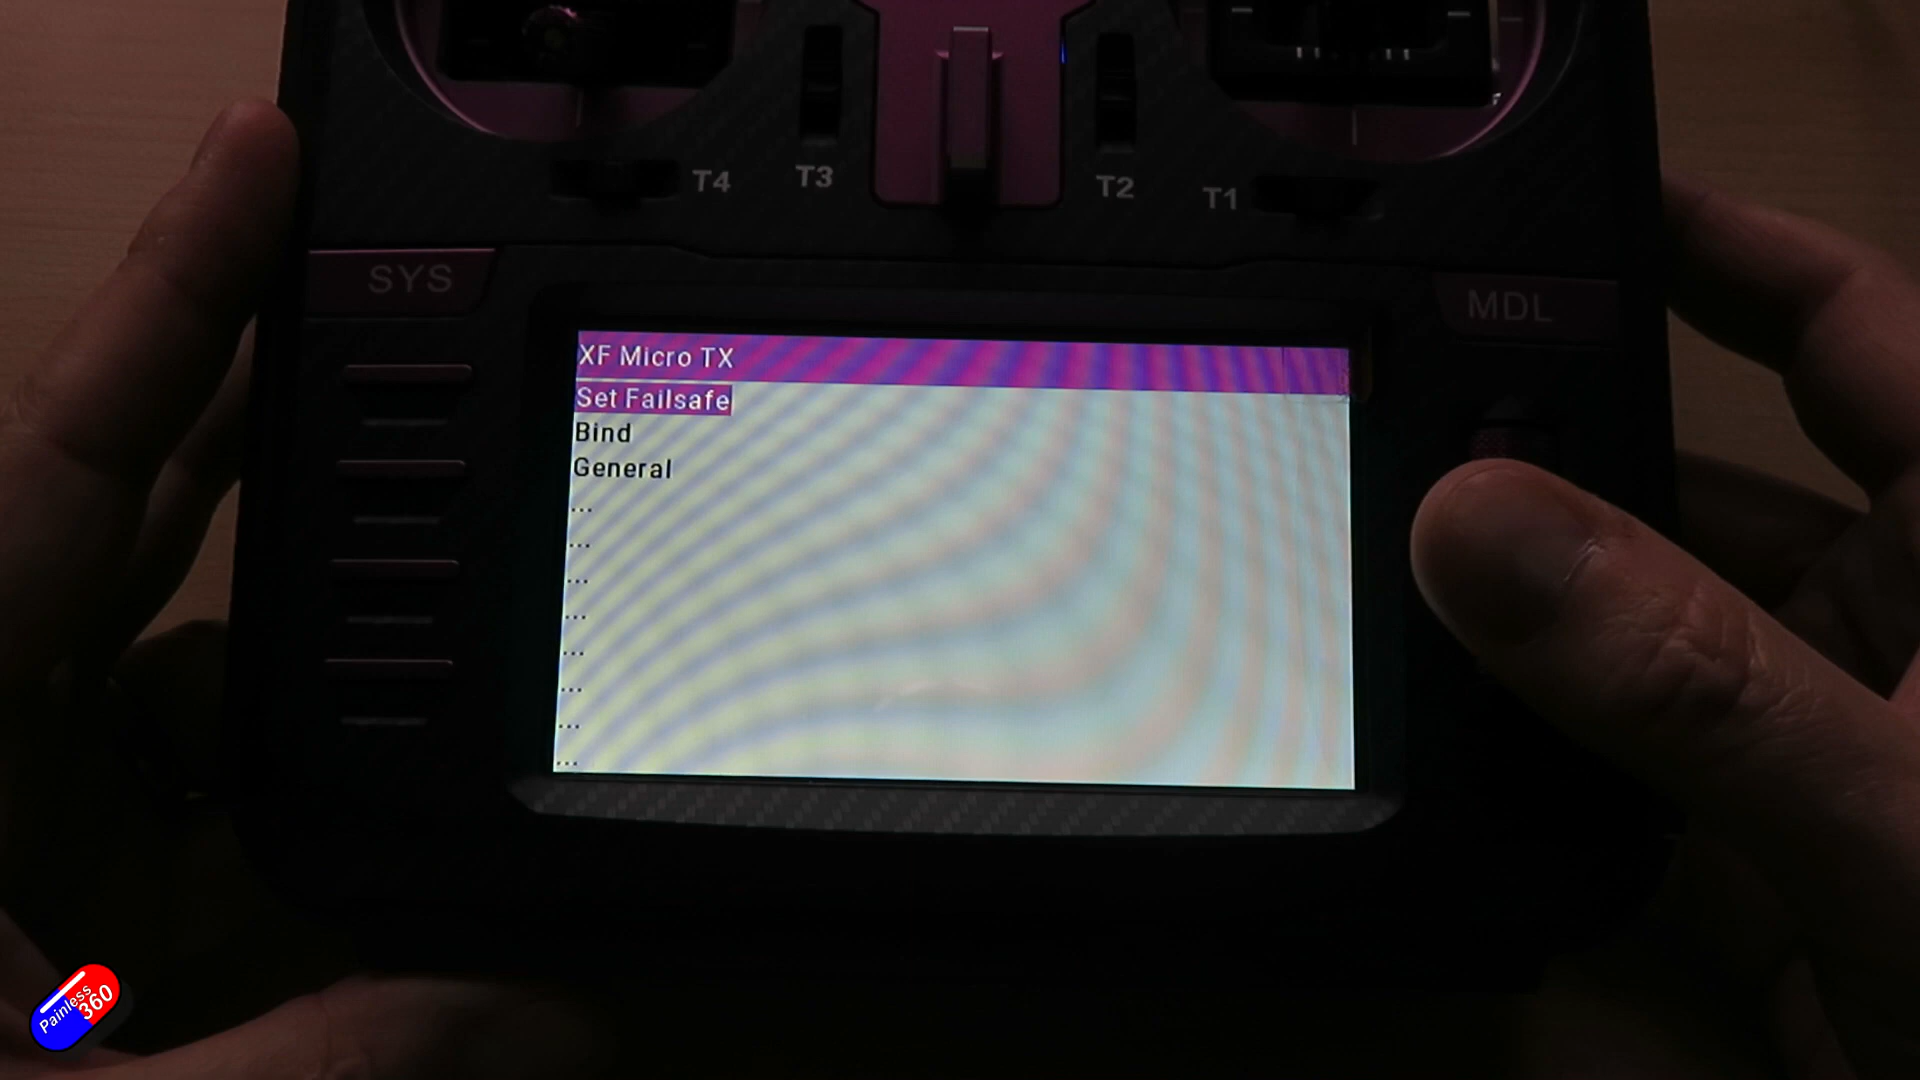 T4
T3
T2
T1
SYS
MDL
XF Micro TX
Set Failsafe
Bind
General
...
...
...
...
...
...
...
...
Painless
360